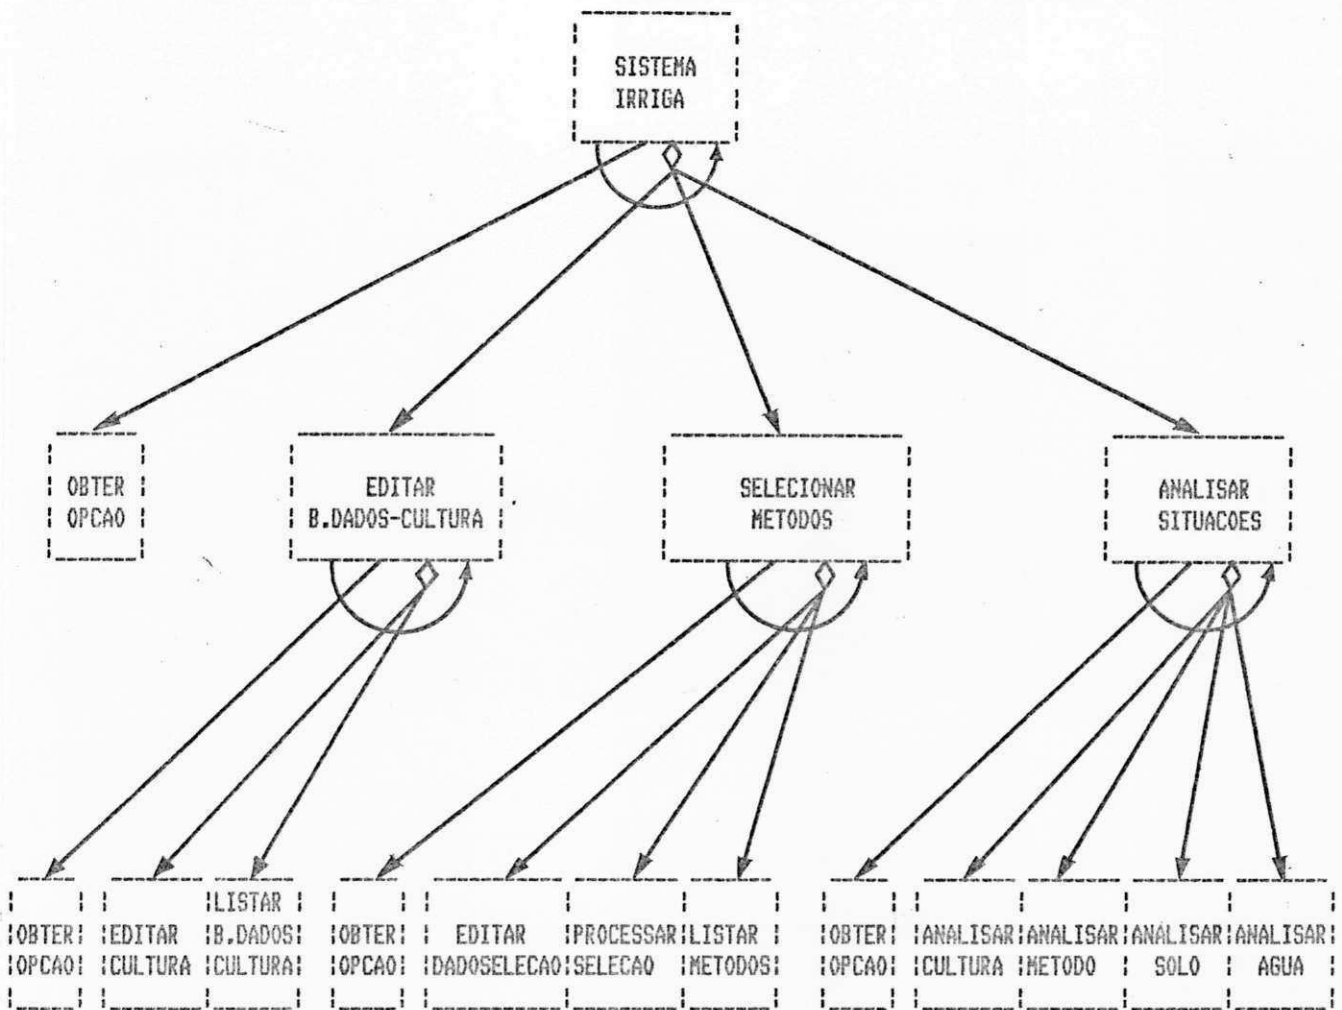 SISTEMA
IRRIGA
OBTER
OPCAO
EDITAR
B.DADOS-CULTURA
SELECIONAR
METODOS
ANALISAR
SITUACOES
OBTER
OPCAO
EDITAR
CULTURA
LISTAR
B.DADOS
CULTURA
OBTER
OPCAO
EDITAR
DADOSELECAO
PROCESSAR
SELECAO
LISTAR
METODOS
OBTER
OPCAO
ANALISAR
CULTURA
ANALISAR
METODO
ANALISAR
SOLO
ANALISAR
AGUA